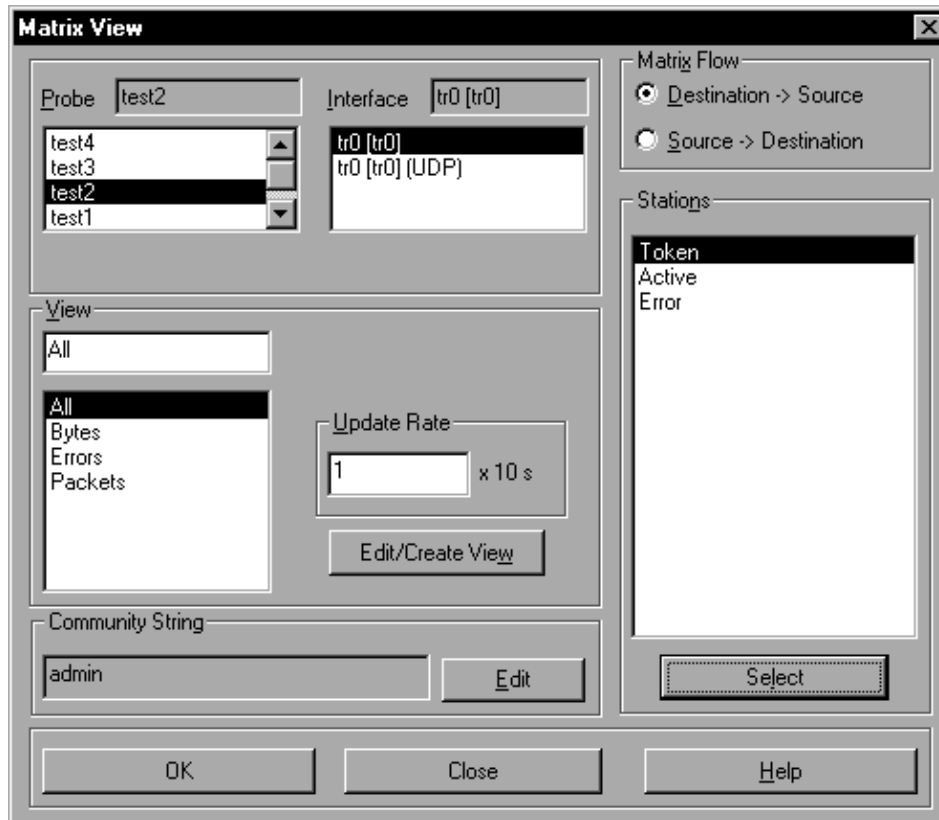 Matrix View
Probe test2 Interface tr0 [tr0]
test4
test3
test2
test1
tr0 [tr0]
tr0 [tr0] (UDP)
Matrix Flow
Destination -> Source
Source -> Destination
View
All
All
Bytes
Errors
Packets
Update Rate
1 x 10 s
Edit/Create View
Stations
Token
Active
Error
Select
Community String
admin Edit
OK Close Help